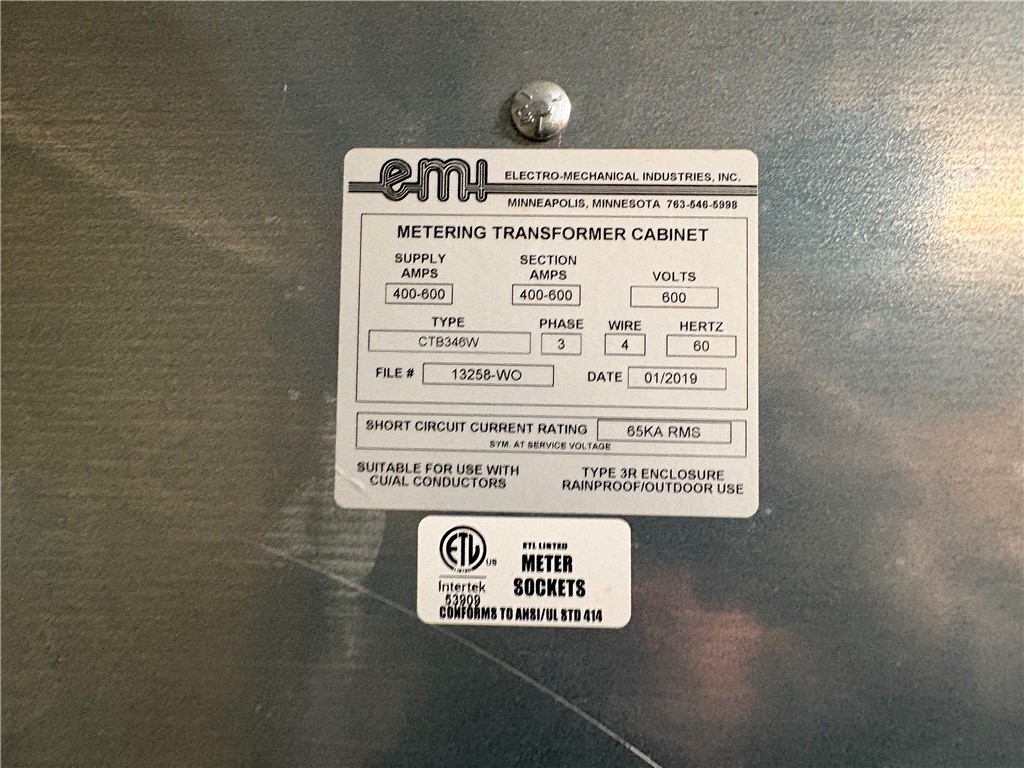 emi ELECTRO-MECHANICAL INDUSTRIES, INC.
MINNEAPOLIS, MINNESOTA 763-546-5998
METERING TRANSFORMER CABINET
SUPPLY AMPS SECTION AMPS VOLTS
400-600 400-600 600
TYPE PHASE WIRE HERTZ
CTB346W 3 4 60
FILE # 13258-WO DATE 01/2019
SHORT CIRCUIT CURRENT RATING 65KA RMS
SYM. AT SERVICE VOLTAGE
SUITABLE FOR USE WITH
CU/AL CONDUCTORS
TYPE 3R ENCLOSURE
RAINPROOF/OUTDOOR USE
ETL US
Intertek
53909
ETL LISTED
METER
SOCKETS
CONFORMS TO ANSI/UL STD 414